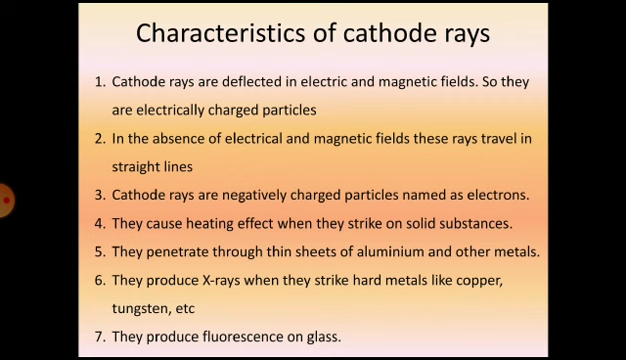 Characteristics of cathode rays
1. Cathode rays are deflected in electric and magnetic fields. So they
are electrically charged particles
2. In the absence of electrical and magnetic fields these rays travel in
straight lines
3. Cathode rays are negatively charged particles named as electrons.
4. They cause heating effect when they strike on solid substances.
5. They penetrate through thin sheets of aluminium and other metals.
6. They produce X-rays when they strike hard metals like copper,
tungsten, etc
7. They produce fluorescence on glass.